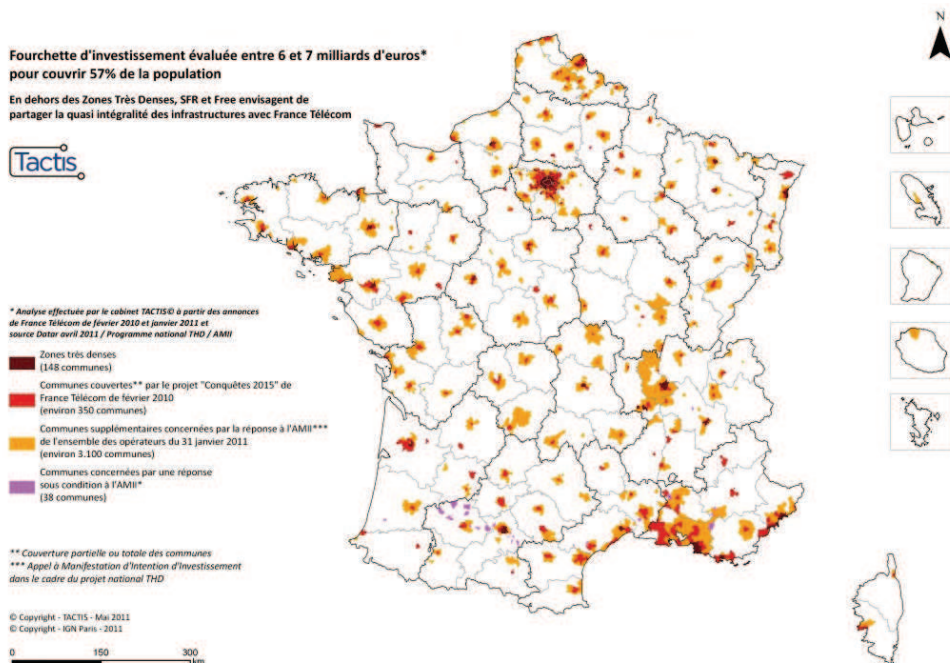 N
Fourchette d'investissement évaluée entre 6 et 7 milliards d'euros*
pour couvrir 57% de la population
En dehors des Zones Très Denses, SFR et Free envisagent de
partager la quasi intégralité des infrastructures avec France Télécom
Tactis
* Analyse effectuée par le cabinet TACTIS© à partir des annonces
de France Télécom de février 2010 et janvier 2011 et
source Datar avril 2011 / Programme national THD / AMII
Zones très denses
(148 communes)
Communes couvertes** par le projet "Conquêtes 2015" de
France Télécom de février 2010
(environ 350 communes)
Communes supplémentaires concernées par la réponse à l'AMII***
de l'ensemble des opérateurs du 31 janvier 2011
(environ 3.100 communes)
Communes concernées par une réponse
sous condition à l'AMII*
(38 communes)
** Couverture partielle ou totale des communes
*** Appel à Manifestation d'Intention d'Investissement
dans le cadre du projet national THD
© Copyright - TACTIS - Mai 2011
© Copyright - IGN Paris - 2011
0 150 300
km